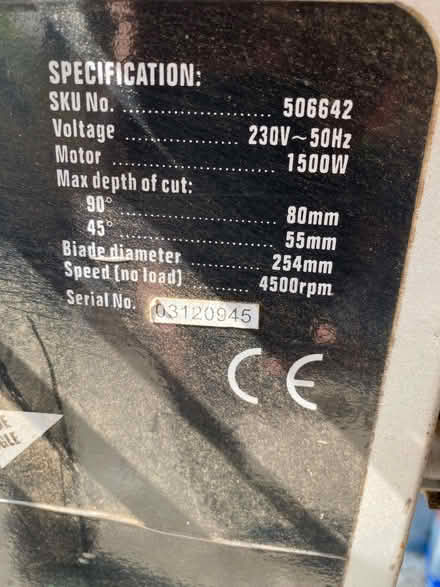 SPECIFICATION:
SKU No. ........................ 506642
Voltage ................. 230V~50Hz
Motor ........................ 1500W
Max depth of cut:
90° ........................ 80mm
45° ........................ 55mm
Blade diameter ............. 254mm
Speed (no load) ........ 4500rpm
Serial No. 03120945
CE